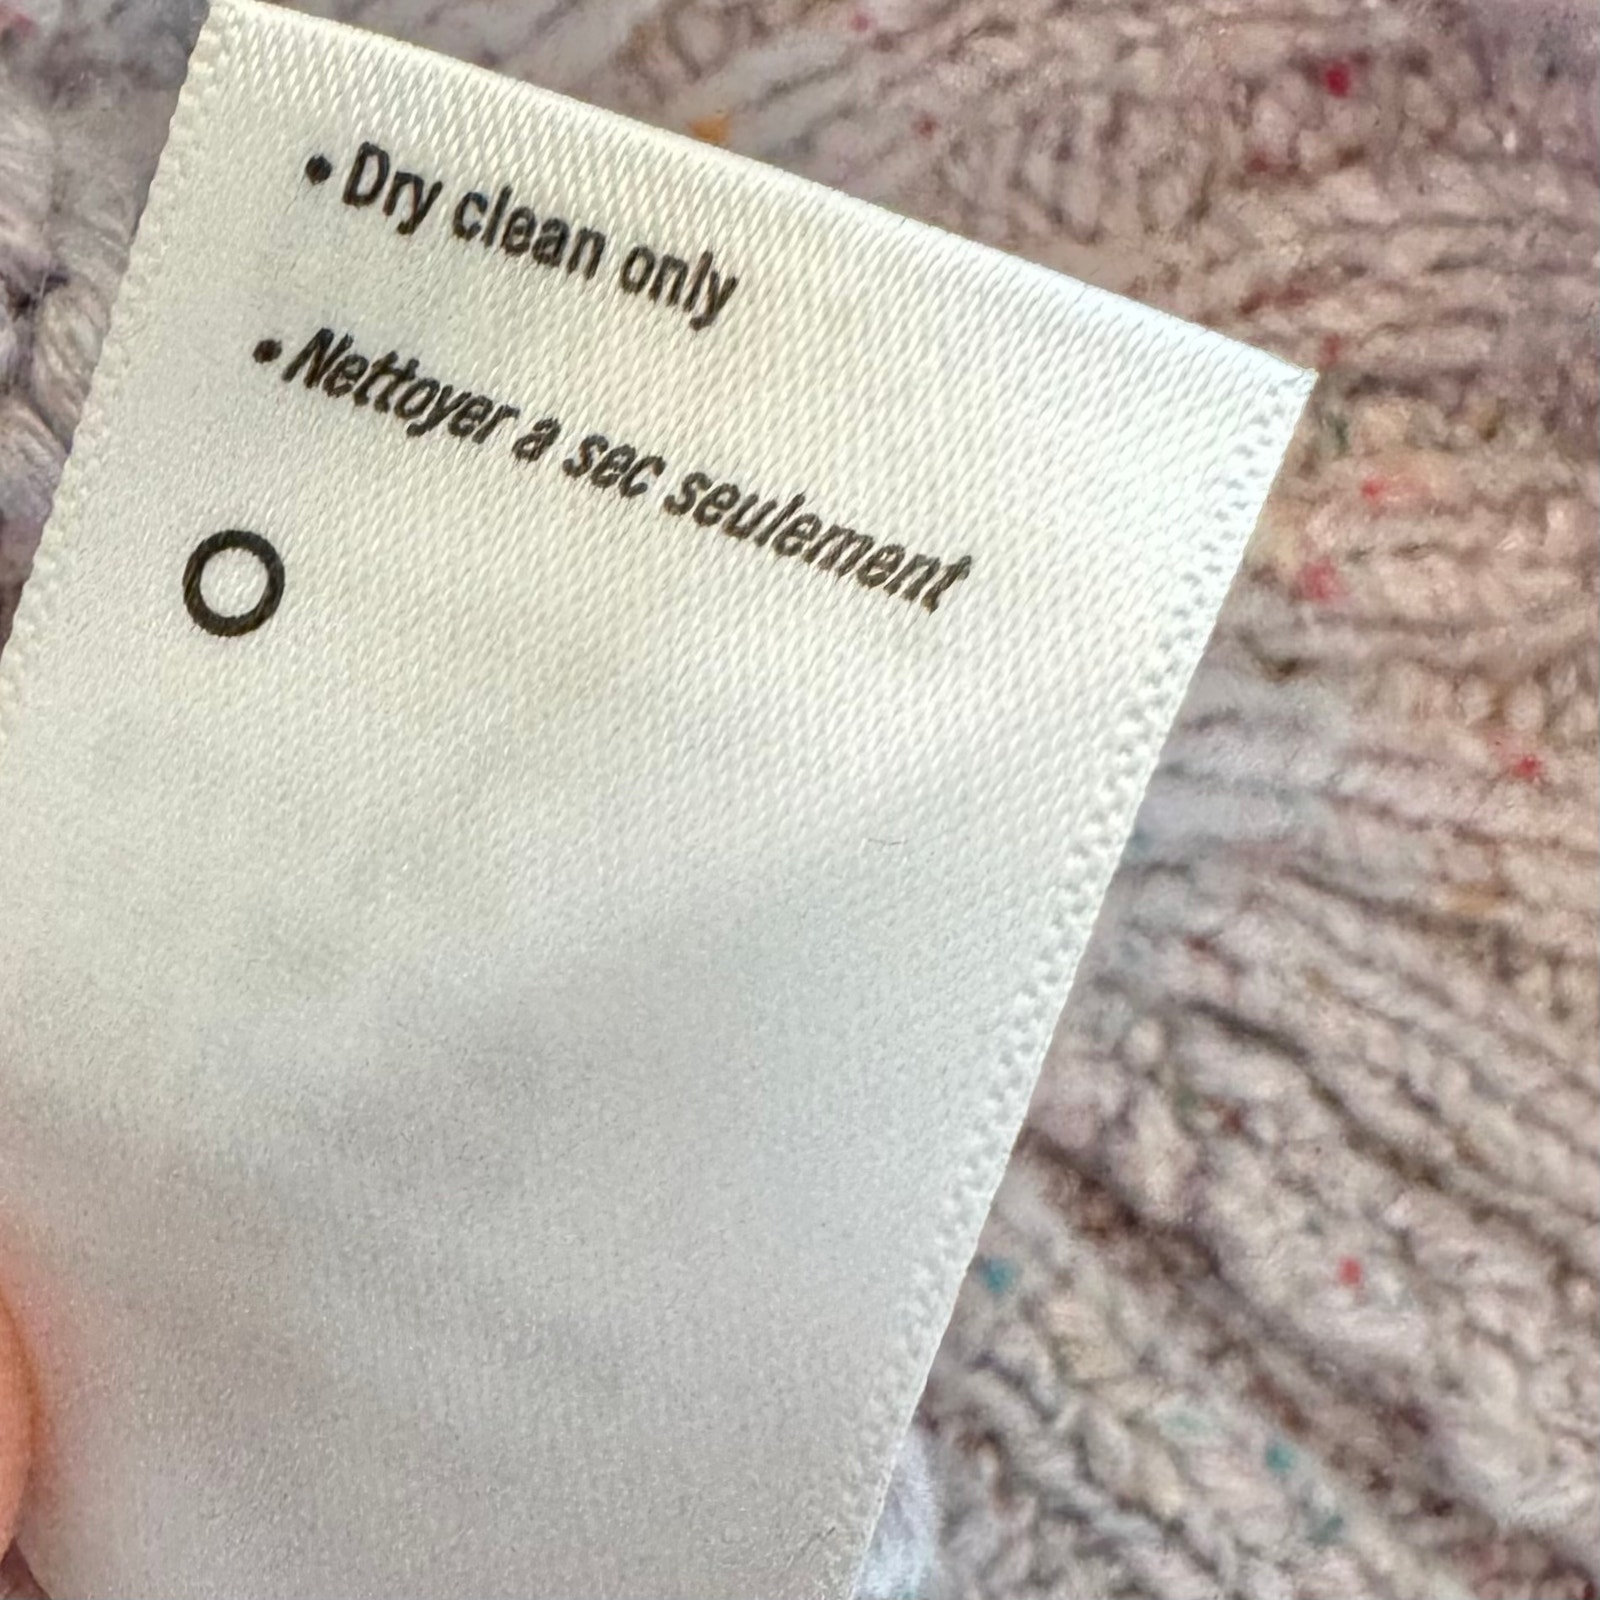 • Dry clean only
• Nettoyer a sec seulement